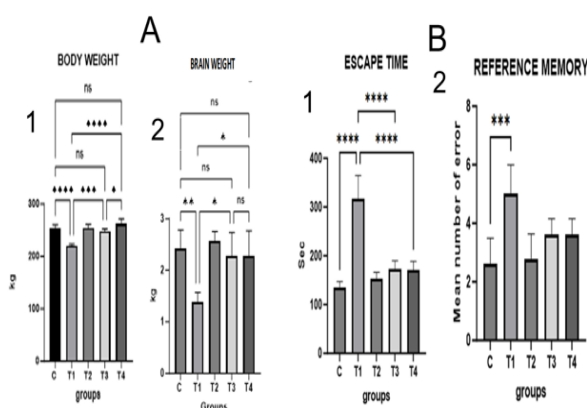 A
BODY WEIGHT
1
ns
****
ns
**** *** *
kg
300
200
100
0
C T1 T2 T3 T4
groups
BRAIN WEIGHT
2
ns
*
ns
** * ns
kg
3
2
1
0
C T1 T2 T3 T4
Groups
B
ESCAPE TIME
1
****
**** ****
Sec
400
300
200
100
0
C T1 T2 T3 T4
groups
REFERENCE MEMORY
2
***
Mean number of error
8
6
4
2
0
C T1 T2 T3 T4
groups